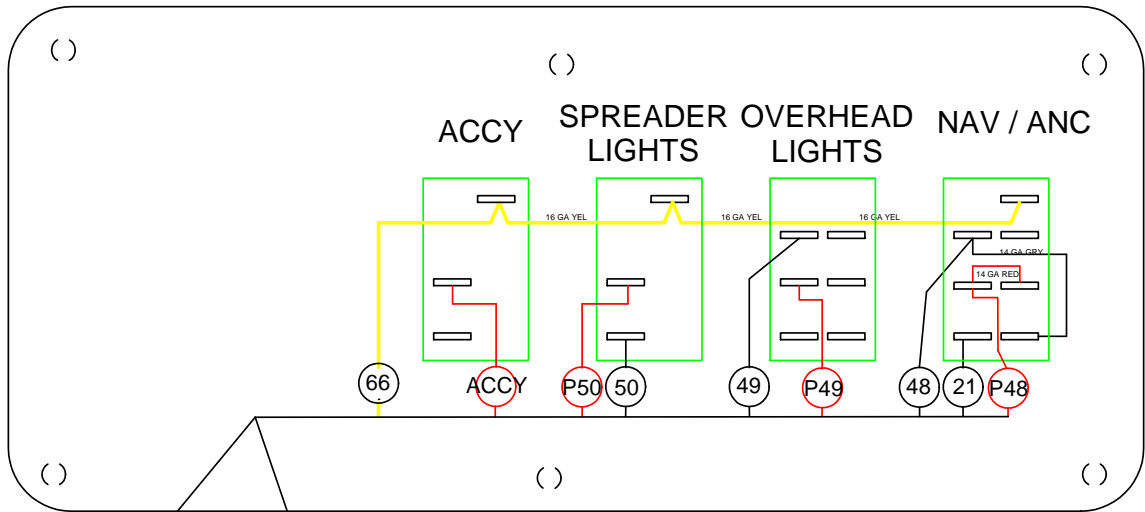 ACCY
SPREADER
LIGHTS
OVERHEAD
LIGHTS
NAV / ANC
16 GA YEL
16 GA YEL
16 GA YEL
14 GA GRY
14 GA RED
66
ACCY
P50
50
49
P49
48
21
P48